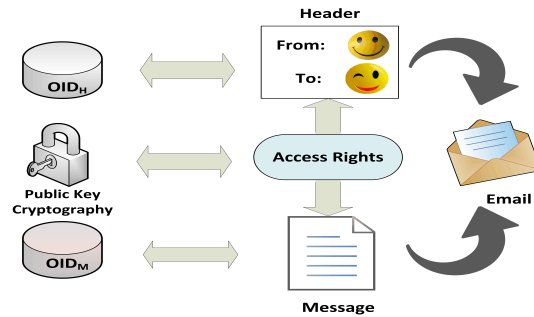 Header
From:
To:
OIDH
Access Rights
Public Key
Cryptography
Email
OIDM
Message